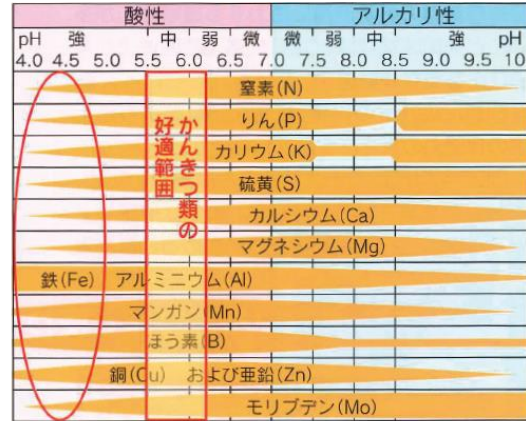 酸性 アルカリ性
pH 強 中 弱 微 微 弱 中 強 pH
4.0 4.5 5.0 5.5 6.0 6.5 7.0 7.5 8.0 8.5 9.0 9.5 10
窒素(N)
りん(P)
カリウム(K)
硫黄(S)
カルシウム(Ca)
マグネシウム(Mg)
鉄(Fe) アルミニウム(Al)
マンガン(Mn)
ほう素(B)
銅(Cu) および亜鉛(Zn)
モリブデン(Mo)
かんきつ類の
好適範囲